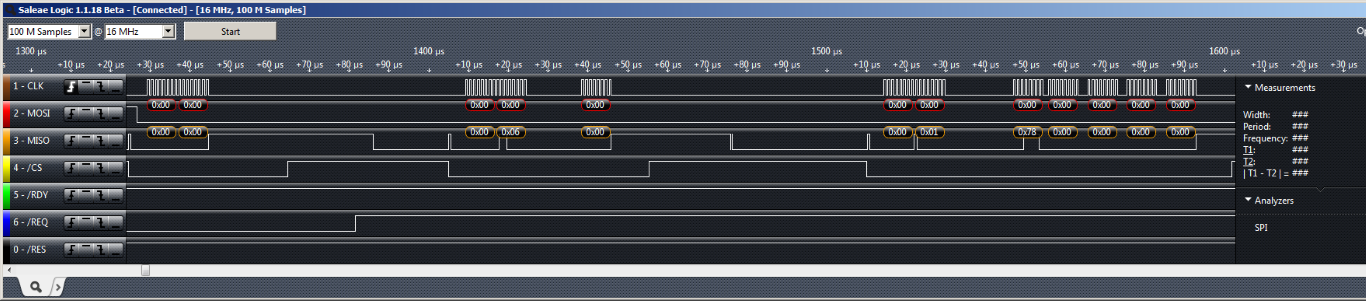 Saleae Logic 1.1.18 Beta - [Connected] - [16 MHz, 100 M Samples]
100 M Samples @ 16 MHz Start Op
1300 µs 1400 µs 1500 µs 1600 µs
+10 µs +20 µs +30 µs +40 µs +50 µs +60 µs +70 µs +80 µs +90 µs +10 µs +20 µs +30 µs +40 µs +50 µs +60 µs +70 µs +80 µs +90 µs +10 µs +20 µs +30 µs +40 µs +50 µs +60 µs +70 µs +80 µs +90 µs +10 µs +20 µs +30 µs
1 - CLK
0x00 0x00 0x00 0x00 0x00 0x00 0x00 0x00 0x00 0x00 0x00 0x00
2 - MOSI
0x00 0x00 0x00 0x06 0x00 0x00 0x01 0x78 0x00 0x00 0x00 0x00
3 - MISO
4 - /CS
5 - /RDY
6 - /REQ
0 - /RES
Measurements
Width: ###
Period: ###
Frequency: ###
T1: ###
T2: ###
| T1 - T2 | = ###
Analyzers
SPI